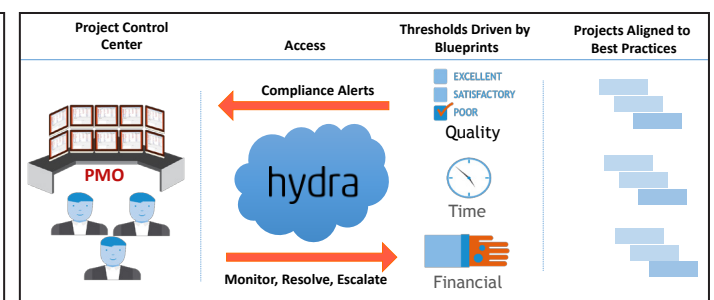 Project Control
Center
Access
Thresholds Driven by
Blueprints
Projects Aligned to
Best Practices
Compliance Alerts
EXCELLENT
SATISFACTORY
POOR
Quality
PMO
hydra
Time
Monitor, Resolve, Escalate
Financial